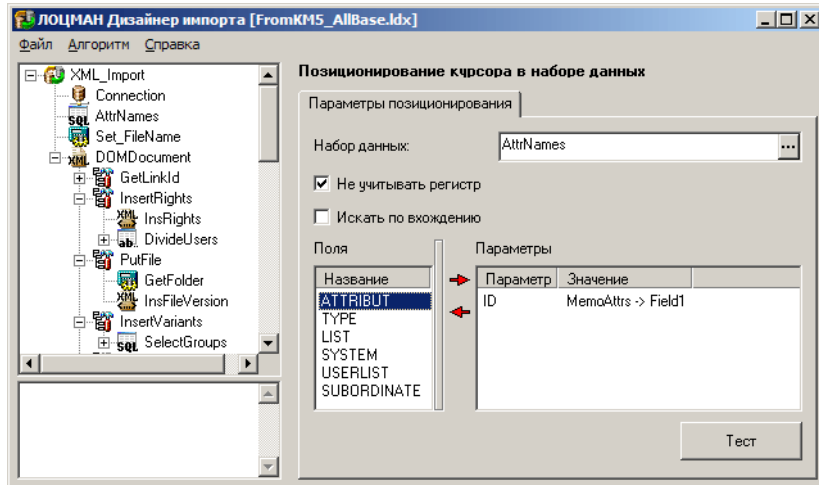 ЛОЦМАН Дизайнер импорта [FromKM5_AllBase.ldx]
Файл Алгоритм Справка
XML_Import
Connection
AttrNames
Set_FileName
DOMDocument
GetLinkId
InsertRights
InsRights
DivideUsers
PutFile
GetFolder
InsFileVersion
InsertVariants
SelectGroups
Позиционирование курсора в наборе данных
Параметры позиционирования
Набор данных: AttrNames ...
Не учитывать регистр
Искать по вхождению
Поля Параметры
Название Параметр Значение
ATTRIBUT ID MemoAttrs -> Field1
TYPE
LIST
SYSTEM
USERLIST
SUBORDINATE
Тест